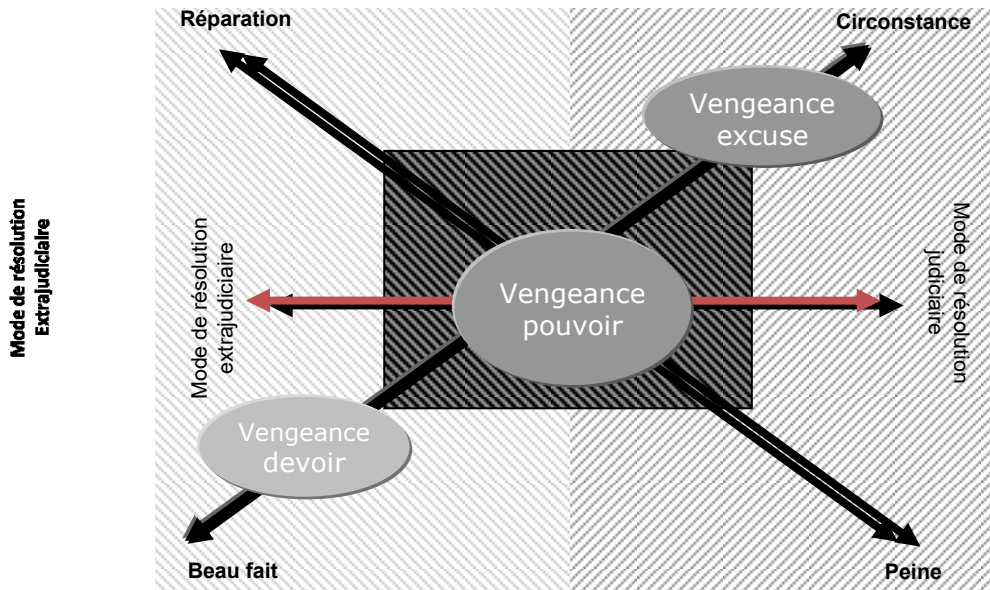 Réparation
Circonstance
Vengeance
excuse
Mode de résolution
Extrajudiciaire
Mode de résolution
extrajudiciaire
Vengeance
pouvoir
Mode de résolution
judiciaire
Vengeance
devoir
Beau fait
Peine